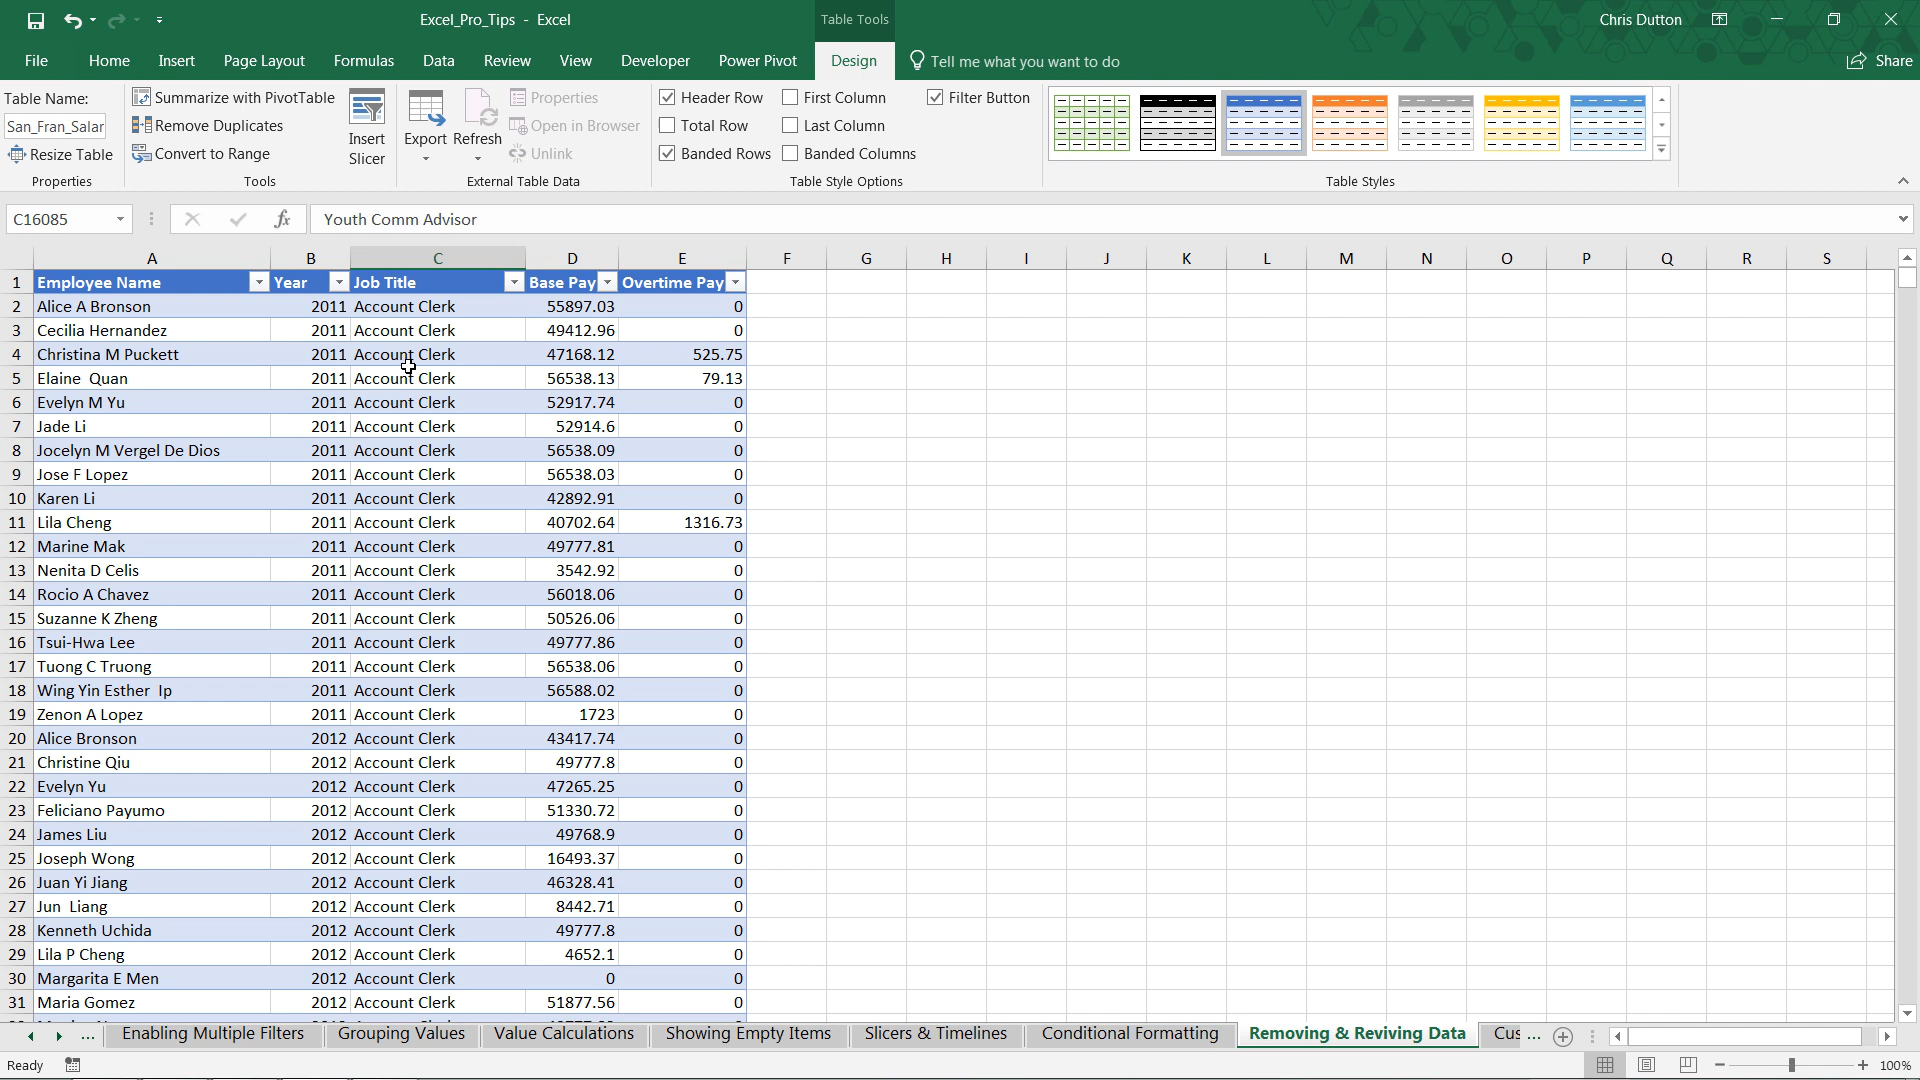 Excel_Pro_Tips - Excel
Table Tools
Chris Dutton
File Home Insert Page Layout Formulas Data Review View Developer Power Pivot Design Tell me what you want to do Share
Table Name:
San_Fran_Salar
Resize Table
Properties
Summarize with PivotTable
Remove Duplicates
Convert to Range
Tools
Insert
Slicer
Export
Refresh
Properties
Open in Browser
Unlink
External Table Data
Header Row
Total Row
Banded Rows
First Column
Last Column
Banded Columns
Filter Button
Table Style Options
Table Styles
C16085 fx Youth Comm Advisor
A B C D E F G H I J K L M N O P Q R S
1 Employee Name Year Job Title Base Pay Overtime Pay
2 Alice A Bronson 2011 Account Clerk 55897.03 0
3 Cecilia Hernandez 2011 Account Clerk 49412.96 0
4 Christina M Puckett 2011 Account Clerk 47168.12 525.75
5 Elaine  Quan 2011 Account Clerk 56538.13 79.13
6 Evelyn M Yu 2011 Account Clerk 52917.74 0
7 Jade Li 2011 Account Clerk 52914.6 0
8 Jocelyn M Vergel De Dios 2011 Account Clerk 56538.09 0
9 Jose F Lopez 2011 Account Clerk 56538.03 0
10 Karen Li 2011 Account Clerk 42892.91 0
11 Lila Cheng 2011 Account Clerk 40702.64 1316.73
12 Marine Mak 2011 Account Clerk 49777.81 0
13 Nenita D Celis 2011 Account Clerk 3542.92 0
14 Rocio A Chavez 2011 Account Clerk 56018.06 0
15 Suzanne K Zheng 2011 Account Clerk 50526.06 0
16 Tsui-Hwa Lee 2011 Account Clerk 49777.86 0
17 Tuong C Truong 2011 Account Clerk 56538.06 0
18 Wing Yin Esther  Ip 2011 Account Clerk 56588.02 0
19 Zenon A Lopez 2011 Account Clerk 1723 0
20 Alice Bronson 2012 Account Clerk 43417.74 0
21 Christine Qiu 2012 Account Clerk 49777.8 0
22 Evelyn Yu 2012 Account Clerk 47265.25 0
23 Feliciano Payumo 2012 Account Clerk 51330.72 0
24 James Liu 2012 Account Clerk 49768.9 0
25 Joseph Wong 2012 Account Clerk 16493.37 0
26 Juan Yi Jiang 2012 Account Clerk 46328.41 0
27 Jun  Liang 2012 Account Clerk 8442.71 0
28 Kenneth Uchida 2012 Account Clerk 49777.8 0
29 Lila P Cheng 2012 Account Clerk 4652.1 0
30 Margarita E Men 2012 Account Clerk 0 0
31 Maria Gomez 2012 Account Clerk 51877.56 0
... Enabling Multiple Filters Grouping Values Value Calculations Showing Empty Items Slicers & Timelines Conditional Formatting Removing & Reviving Data Cus ...
Ready 100%